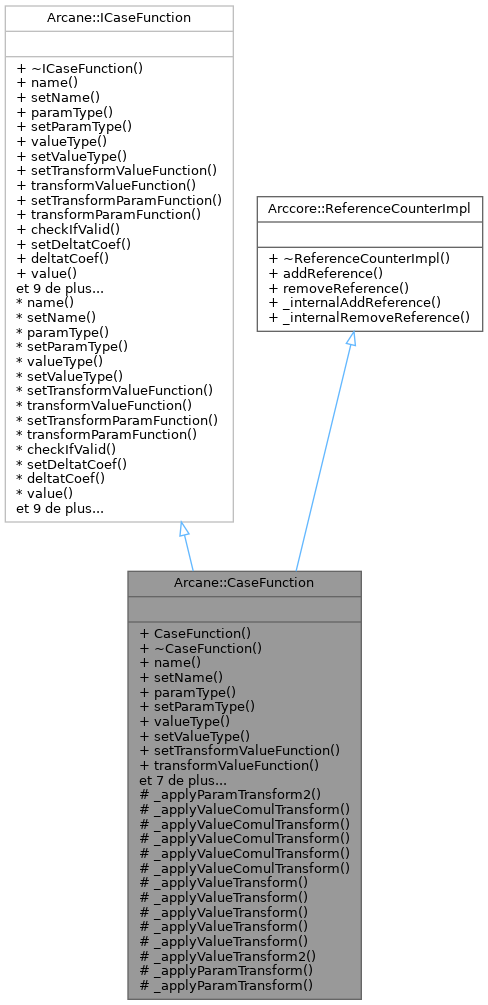 Arcane::ICaseFunction
+ ~ICaseFunction()
+ name()
+ setName()
+ paramType()
+ setParamType()
+ valueType()
+ setValueType()
+ setTransformValueFunction()
+ transformValueFunction()
+ setTransformParamFunction()
+ transformParamFunction()
+ checkIfValid()
+ setDeltatCoef()
+ deltatCoef()
+ value()
et 9 de plus...
* name()
* setName()
* paramType()
* setParamType()
* valueType()
* setValueType()
* setTransformValueFunction()
* transformValueFunction()
* setTransformParamFunction()
* transformParamFunction()
* checkIfValid()
* setDeltatCoef()
* deltatCoef()
* value()
et 9 de plus...
Arccore::ReferenceCounterImpl
+ ~ReferenceCounterImpl()
+ addReference()
+ removeReference()
+ _internalAddReference()
+ _internalRemoveReference()
Arcane::CaseFunction
+ CaseFunction()
+ ~CaseFunction()
+ name()
+ setName()
+ paramType()
+ setParamType()
+ valueType()
+ setValueType()
+ setTransformValueFunction()
+ transformValueFunction()
et 7 de plus...
# _applyParamTransform2()
# _applyValueComulTransform()
# _applyValueComulTransform()
# _applyValueComulTransform()
# _applyValueComulTransform()
# _applyValueComulTransform()
# _applyValueTransform()
# _applyValueTransform()
# _applyValueTransform()
# _applyValueTransform()
# _applyValueTransform()
# _applyValueTransform2()
# _applyParamTransform()
# _applyParamTransform()